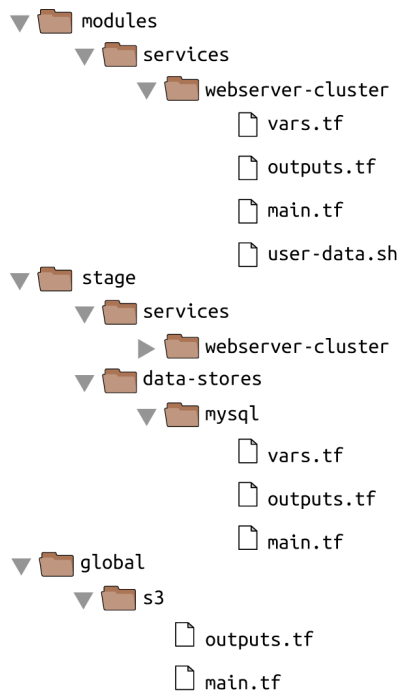 modules
services
webserver-cluster
vars.tf
outputs.tf
main.tf
user-data.sh
stage
services
webserver-cluster
data-stores
mysql
vars.tf
outputs.tf
main.tf
global
s3
outputs.tf
main.tf